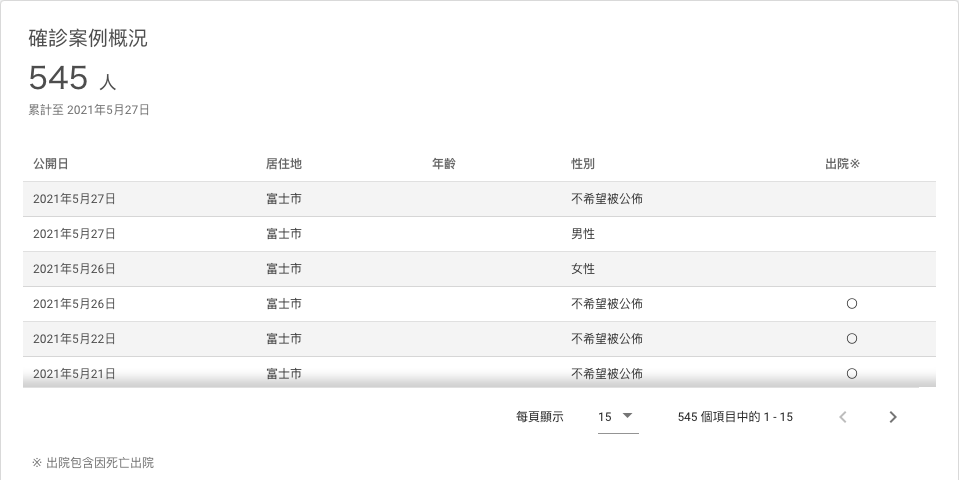 確診案例概況
545 人
累計至 2021年5月27日
公開日 居住地 年齡 性別 出院※
2021年5月27日 富士市 不希望被公佈
2021年5月27日 富士市 男性
2021年5月26日 富士市 女性
2021年5月26日 富士市 不希望被公佈 〇
2021年5月22日 富士市 不希望被公佈 〇
2021年5月21日 富士市 不希望被公佈 〇
每頁顯示 15 545 個項目中的 1 - 15
※ 出院包含因死亡出院